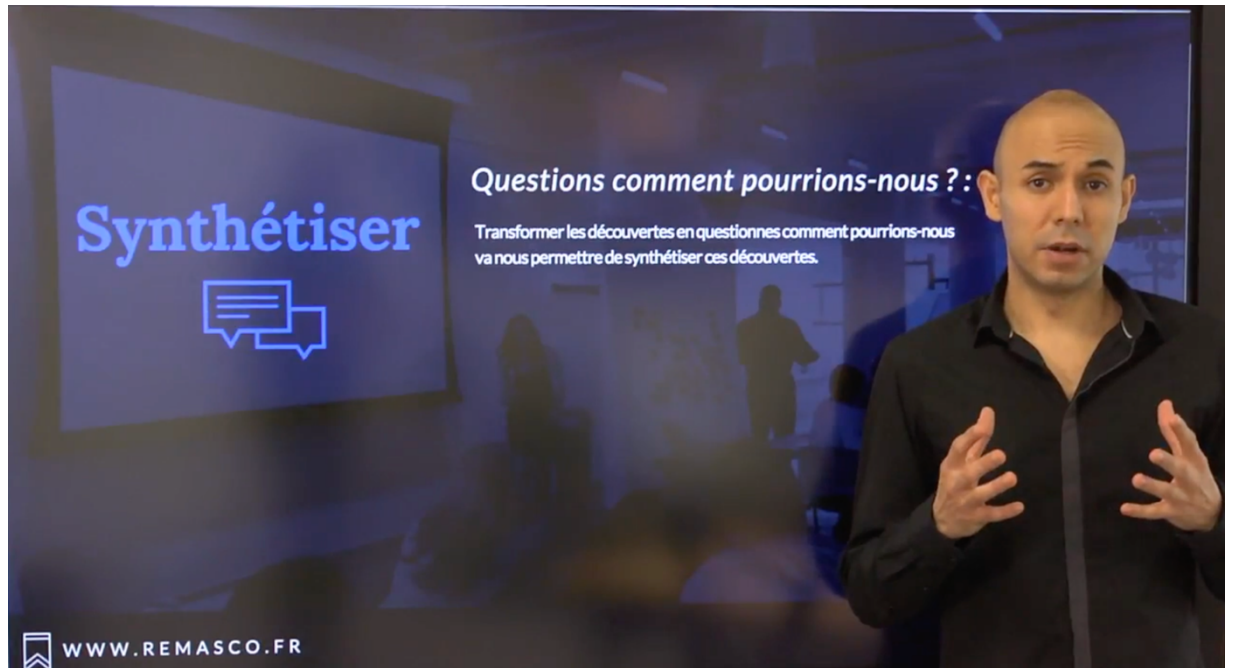 Synthétiser
Questions comment pourrions-nous ? :
Transformer les découvertes en questionnes comment pourrions-nous
va nous permettre de synthétiser ces découvertes.
WWW.REMASCO.FR